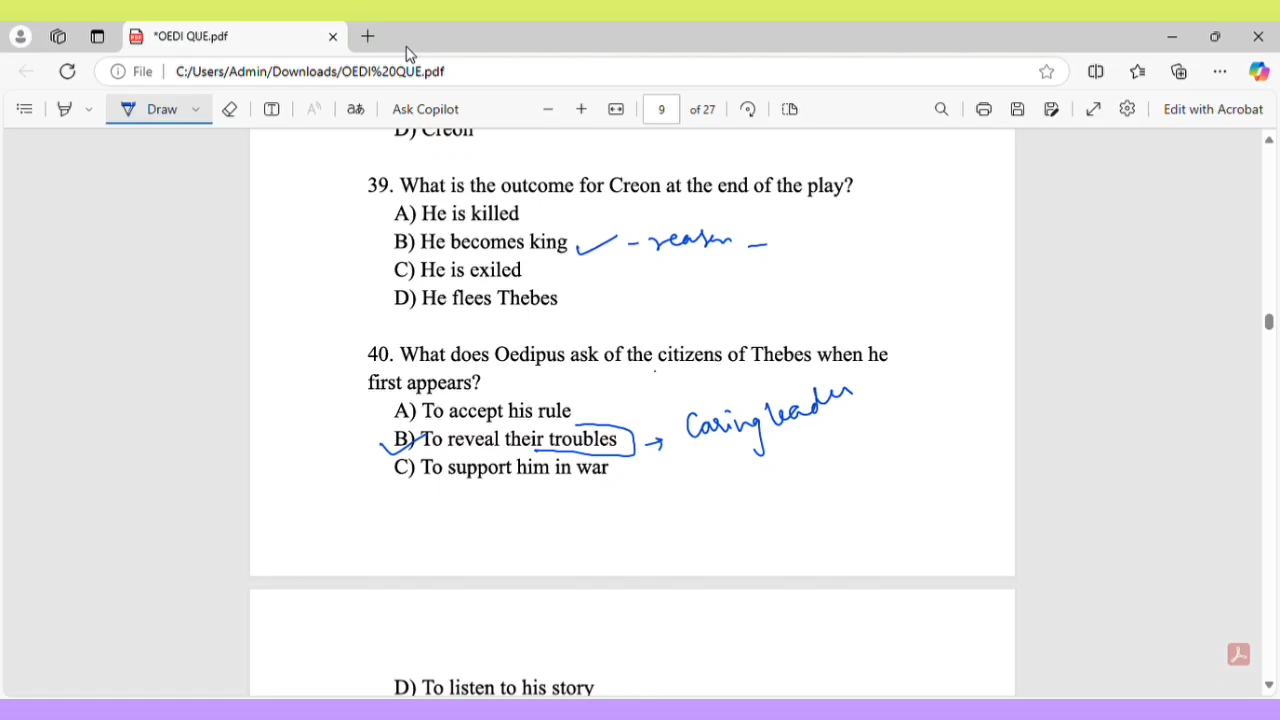 *OEDI QUE.pdf
File
C:/Users/Admin/Downloads/OEDI%20QUE.pdf
Draw
Ask Copilot
9
of 27
Edit with Acrobat
D) Creon
39. What is the outcome for Creon at the end of the play?
A) He is killed
B) He becomes king - reason -
C) He is exiled
D) He flees Thebes
40. What does Oedipus ask of the citizens of Thebes when he
first appears?
A) To accept his rule
B) To reveal their troubles → Caring leader
C) To support him in war
D) To listen to his story